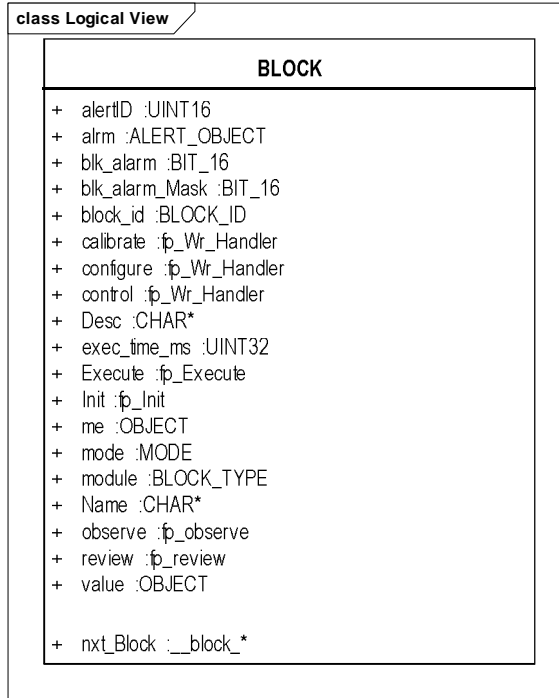 class Logical View
BLOCK
+ alertID :UINT16
+ alrm :ALERT_OBJECT
+ blk_alarm :BIT_16
+ blk_alarm_Mask :BIT_16
+ block_id :BLOCK_ID
+ calibrate :fp_Wr_Handler
+ configure :fp_Wr_Handler
+ control :fp_Wr_Handler
+ Desc :CHAR*
+ exec_time_ms :UINT32
+ Execute :fp_Execute
+ Init :fp_Init
+ me :OBJECT
+ mode :MODE
+ module :BLOCK_TYPE
+ Name :CHAR*
+ observe :fp_observe
+ review :fp_review
+ value :OBJECT
+ nxt_Block :__block_*